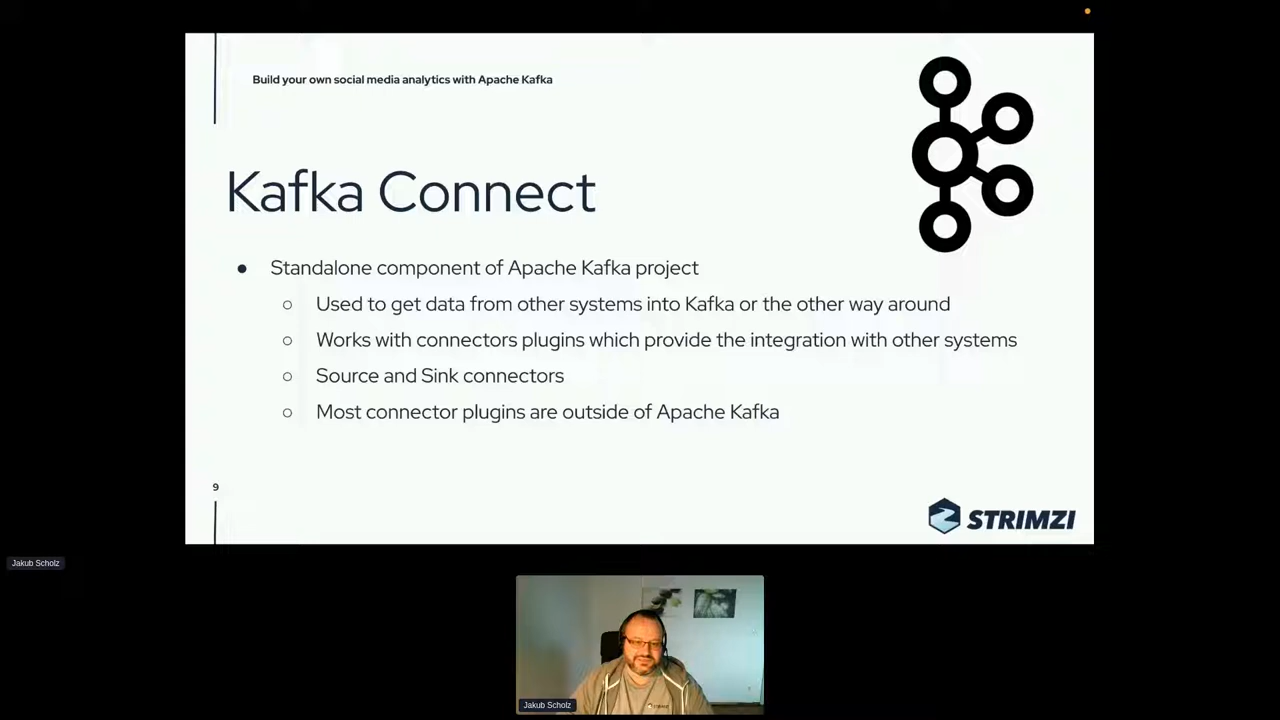 Build your own social media analytics with Apache Kafka
Kafka Connect
● Standalone component of Apache Kafka project
○ Used to get data from other systems into Kafka or the other way around
○ Works with connectors plugins which provide the integration with other systems
○ Source and Sink connectors
○ Most connector plugins are outside of Apache Kafka
9
STRIMZI
Jakub Scholz
Jakub Scholz